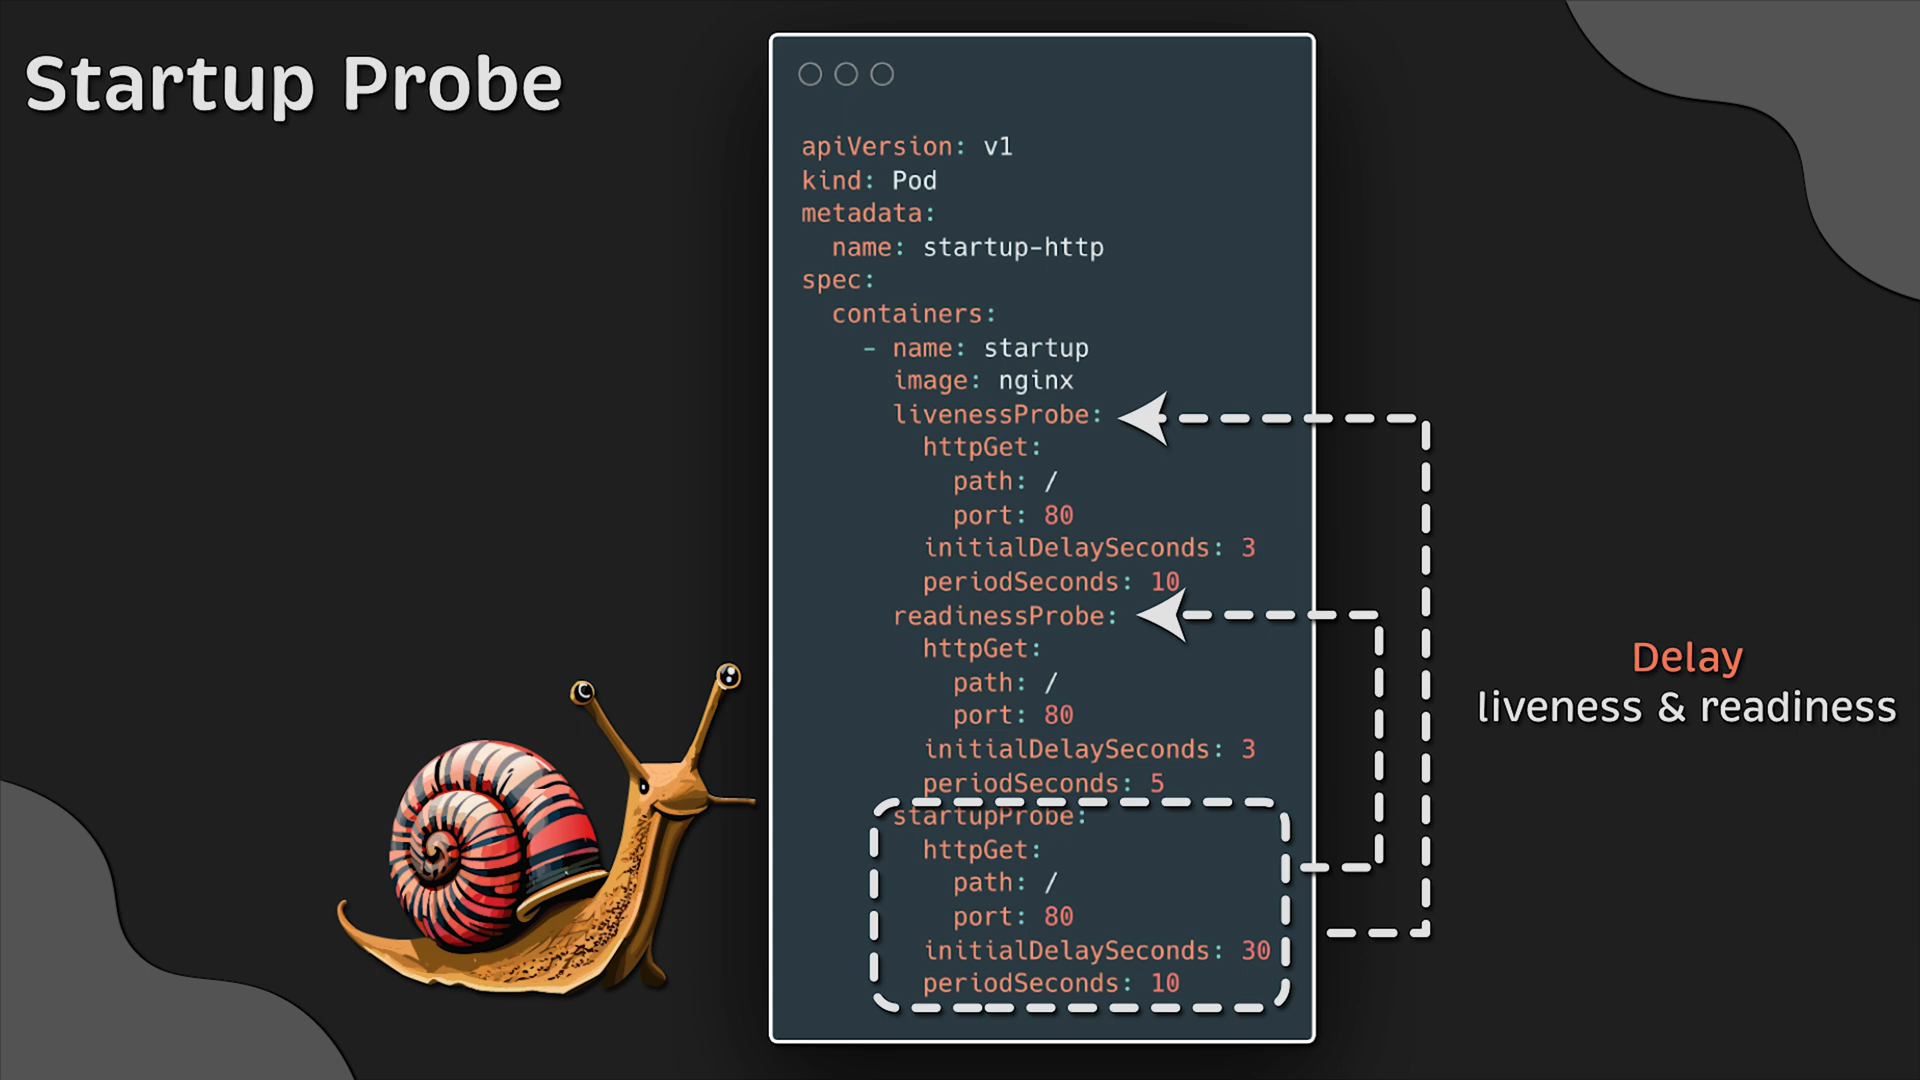 Startup Probe
apiVersion: v1
kind: Pod
metadata:
  name: startup-http
spec:
  containers:
    - name: startup
      image: nginx
      livenessProbe:
        httpGet:
          path: /
          port: 80
        initialDelaySeconds: 3
        periodSeconds: 10
      readinessProbe:
        httpGet:
          path: /
          port: 80
        initialDelaySeconds: 3
        periodSeconds: 5
      startupProbe:
        httpGet:
          path: /
          port: 80
        initialDelaySeconds: 30
        periodSeconds: 10
Delay
liveness & readiness